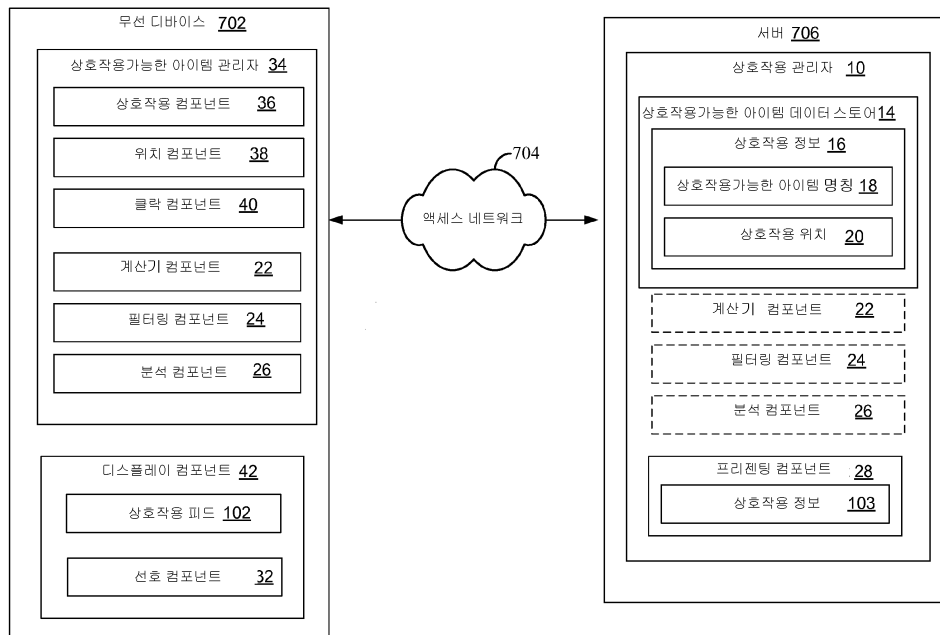 무선 디바이스 702
상호작용가능한 아이템 관리자 34
상호작용 컴포넌트 36
위치 컴포넌트 38
클락 컴포넌트 40
계산기 컴포넌트 22
필터링 컴포넌트 24
분석 컴포넌트 26
디스플레이 컴포넌트 42
상호작용 피드 102
선호 컴포넌트 32
704
액세스 네트워크
서버 706
상호작용 관리자 10
상호작용가능한 아이템 데이터 스토어 14
상호작용 정보 16
상호작용가능한 아이템 명칭 18
상호작용 위치 20
계산기 컴포넌트 22
필터링 컴포넌트 24
분석 컴포넌트 26
프리젠팅 컴포넌트 28
상호작용 정보 103